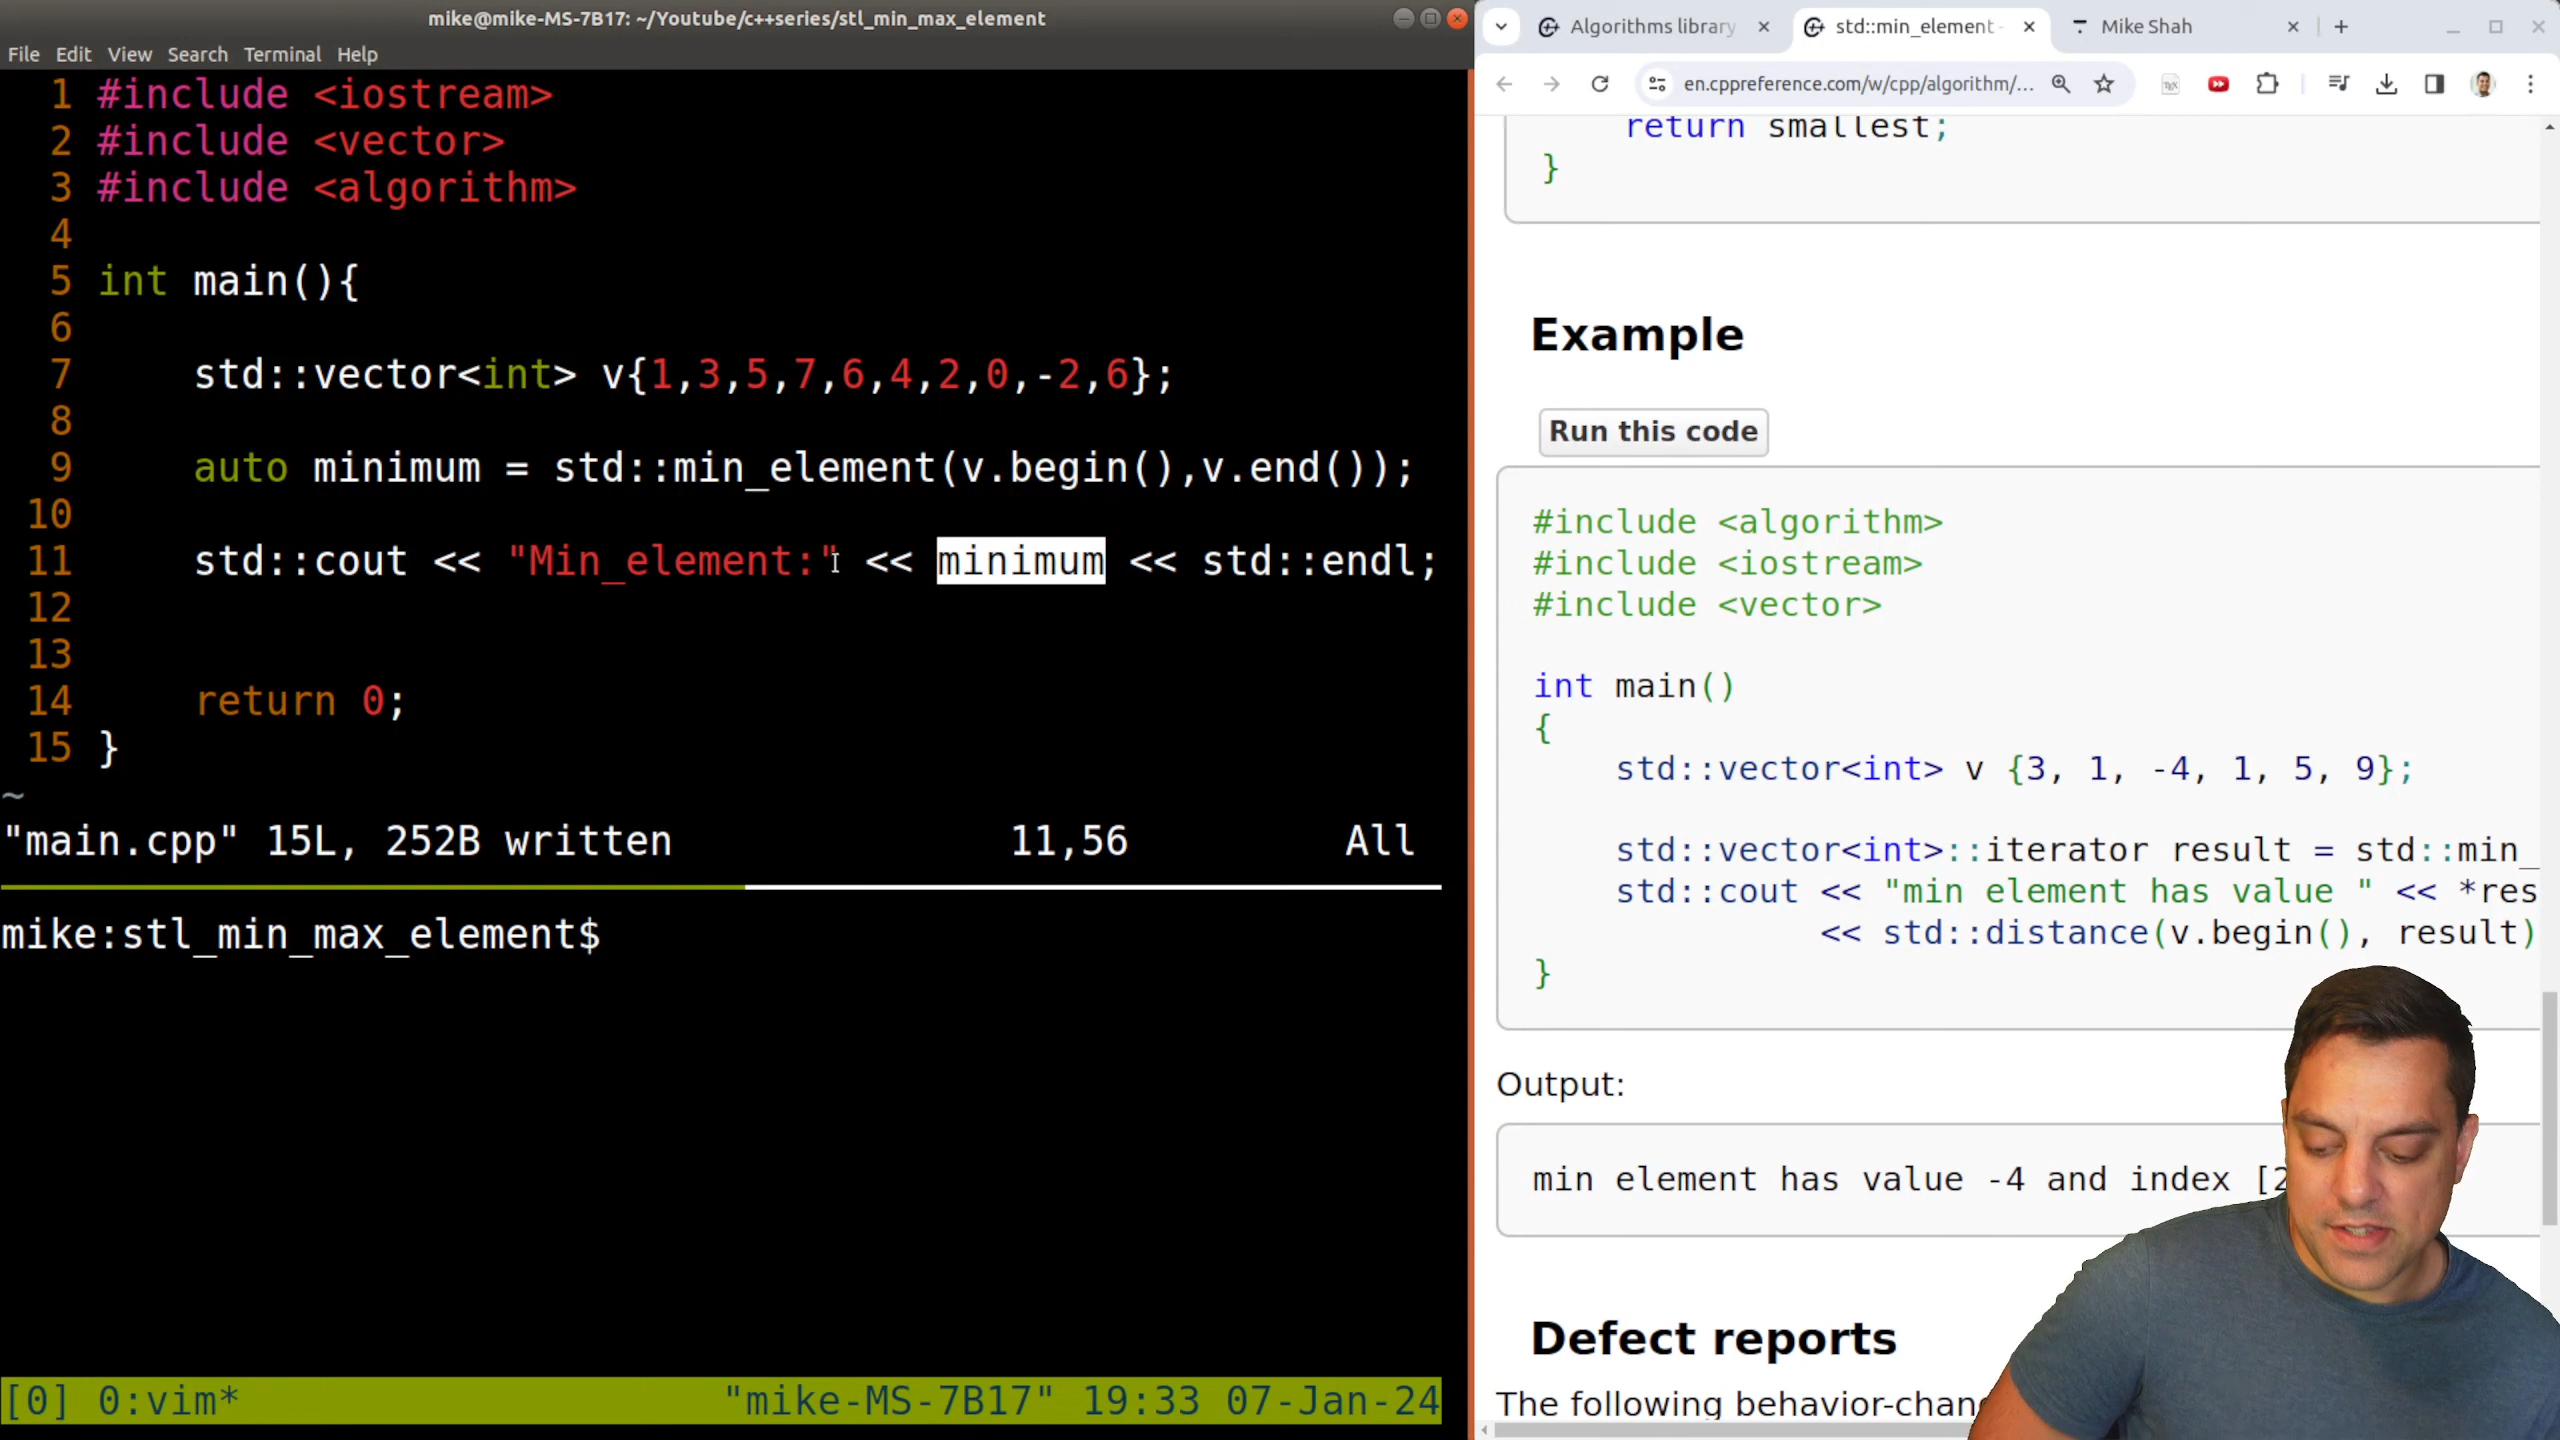 mike@mike-MS-7B17: ~/Youtube/c++series/stl_min_max_element
File Edit View Search Terminal Help
1 #include <iostream>
2 #include <vector>
3 #include <algorithm>
4
5 int main(){
6
7 std::vector<int> v{1,3,5,7,6,4,2,0,-2,6};
8
9 auto minimum = std::min_element(v.begin(),v.end());
10
11 std::cout << "Min_element:" << minimum << std::endl;
12
13
14 return 0;
15 }
~
"main.cpp" 15L, 252B written 11,56 All
mike:stl_min_max_element$
[0] 0:vim* "mike-MS-7B17" 19:33 07-Jan-24
Algorithms library
std::min_element -
Mike Shah
en.cppreference.com/w/cpp/algorithm/...
return smallest;
}
Example
Run this code
#include <algorithm>
#include <iostream>
#include <vector>
int main()
{
std::vector<int> v {3, 1, -4, 1, 5, 9};
std::vector<int>::iterator result = std::min_
std::cout << "min element has value " << *res
<< std::distance(v.begin(), result)
}
Output:
min element has value -4 and index [2
Defect reports
The following behavior-chan